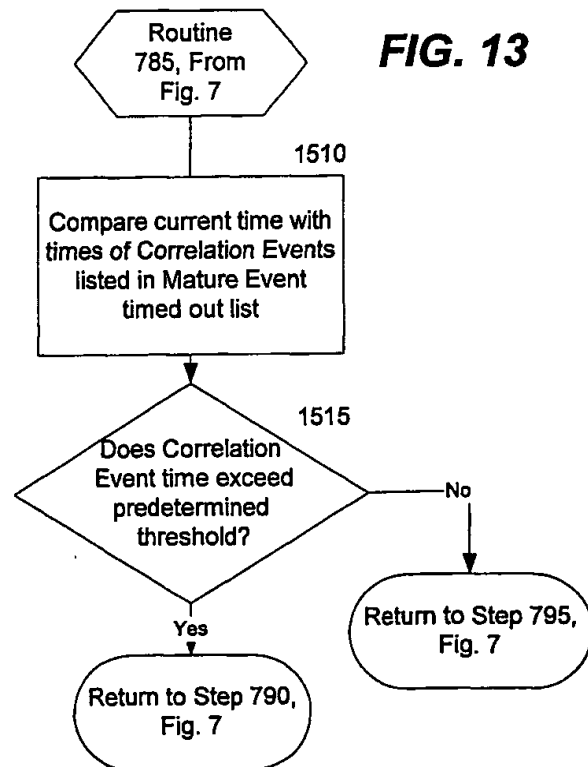 FIG. 13
Routine
785, From
Fig. 7
1510
Compare current time with
times of Correlation Events
listed in Mature Event
timed out list
1515
Does Correlation
Event time exceed
predetermined
threshold?
No
Yes
Return to Step 795,
Fig. 7
Return to Step 790,
Fig. 7